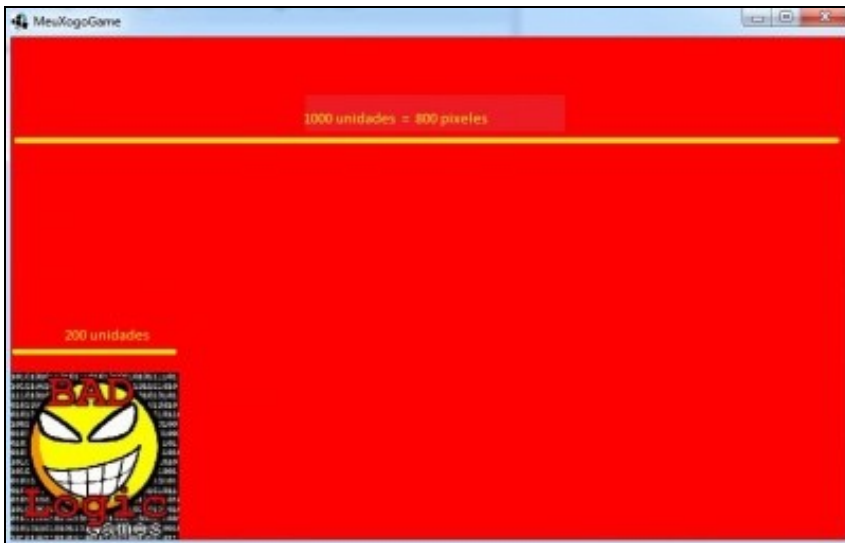 MeuXogoGame
1000 unidades = 800 pixeles
200 unidades
BAD
Logic
Games